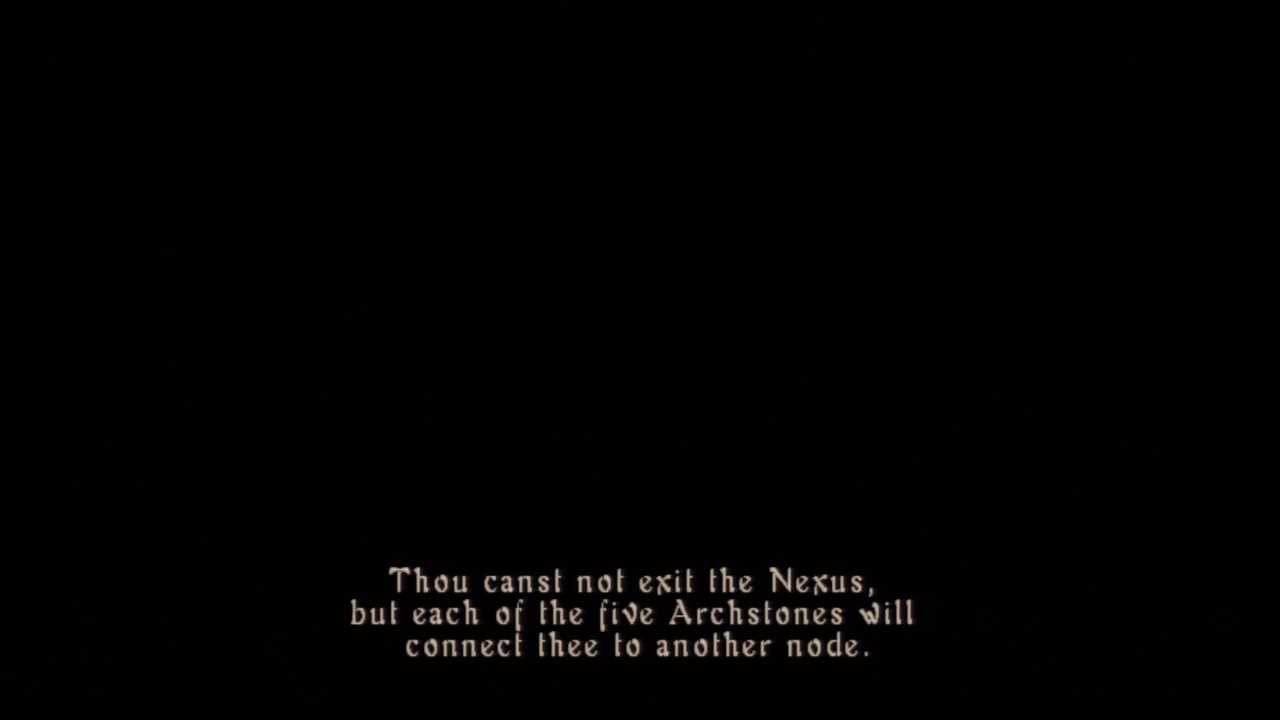 Thou canst not exit the Nexus,
but each of the five Archstones will
connect thee to another node.